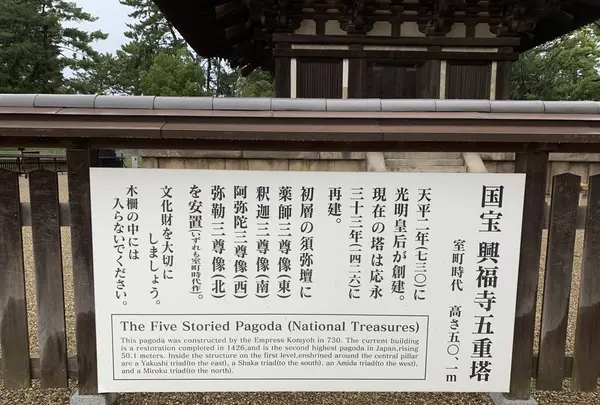 国宝 興福寺五重塔
室町時代 高さ五〇、一m
天平二年(七三〇)に
光明皇后が創建。
現在の塔は応永
三十三年(一四二六)に
再建。
初層の須弥壇に
薬師三尊像(東)
釈迦三尊像(南)
阿弥陀三尊像(西)
弥勒三尊像(北)
を安置(いずれも室町時代作)。
文化財を大切に
しましょう。
木柵の中には
入らないでください。
The Five Storied Pagoda (National Treasures)
This pagoda was constructed by the Empress Komyoh in 730. The current building
is a restoration completed in 1426,and is the second highest pagoda in Japan,rising
50.1 meters. Inside the structure on the first level,enshrined around the central pillar
are a Yakushi triad(to the east), a Shaka triad(to the south), an Amida triad(to the west),
and a Miroku triad(to the north).